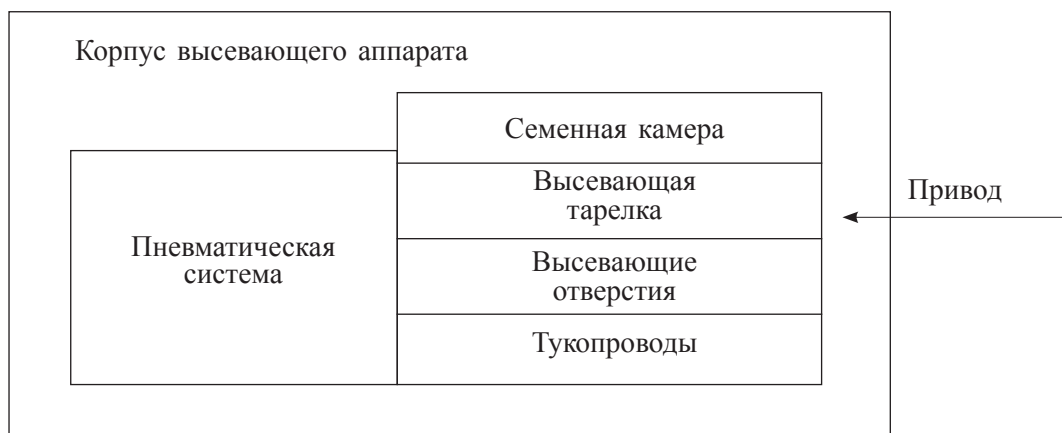 Корпус высевающего аппарата
Семенная камера
Высевающая
тарелка
Привод
Пневматическая
система
Высевающие
отверстия
Тукопроводы